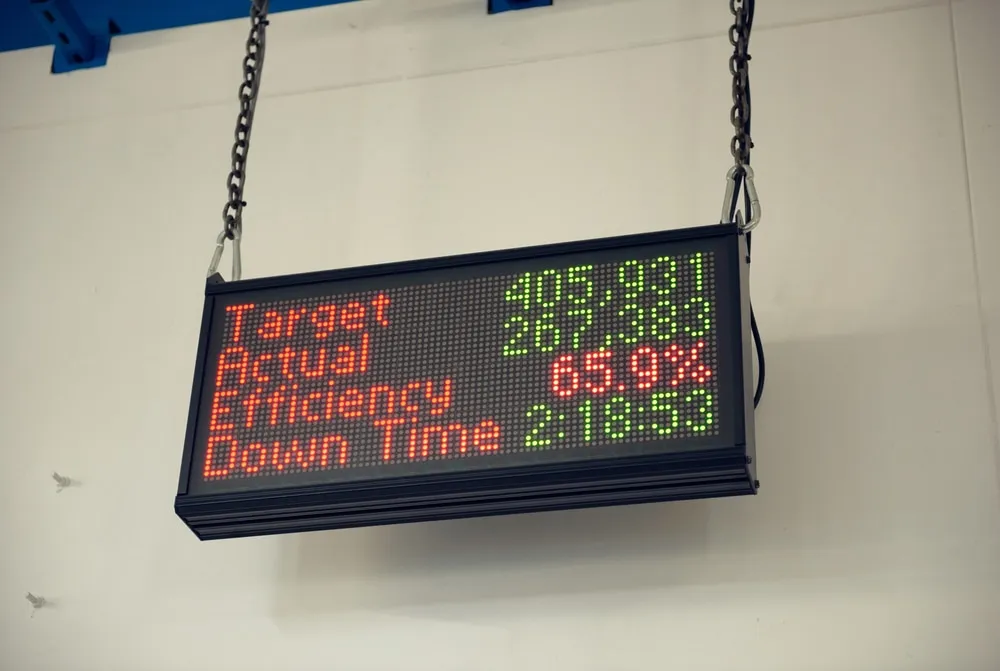 Target 405,931
Actual 267,383
Efficiency 65.9%
Down Time 2:18:53